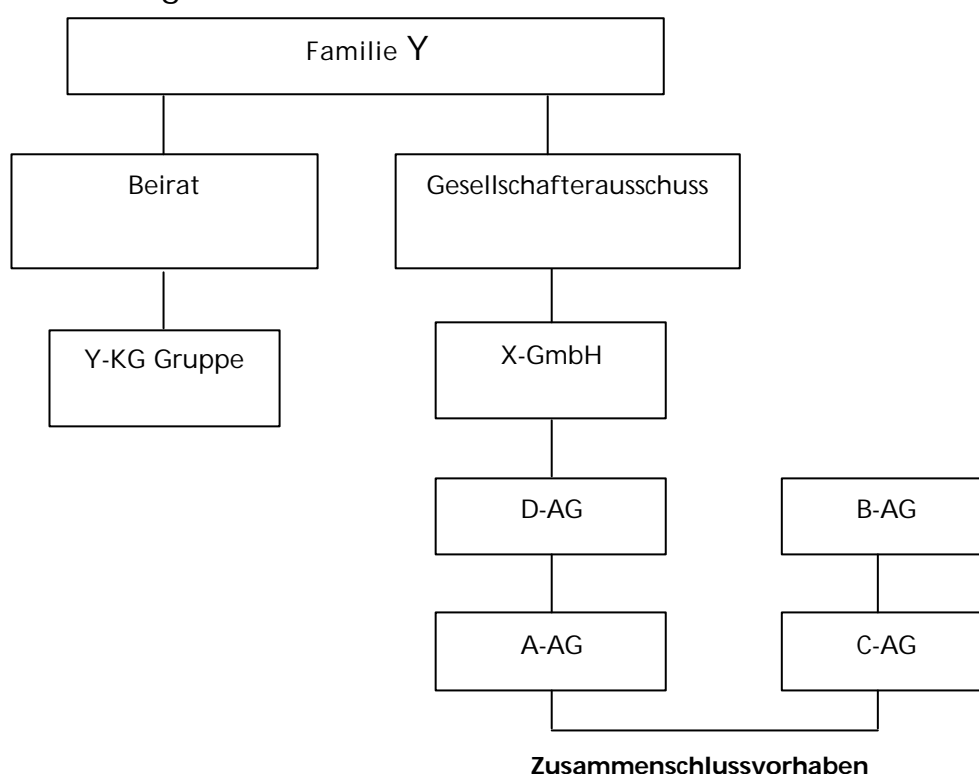 Familie Y
Beirat
Gesellschafterausschuss
Y-KG Gruppe
X-GmbH
D-AG
B-AG
A-AG
C-AG
Zusammenschlussvorhaben